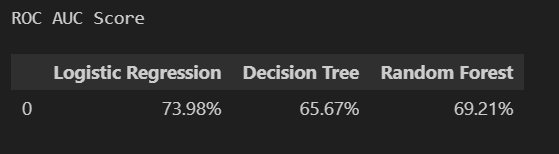 ROC AUC Score
Logistic Regression Decision Tree Random Forest
0 73.98% 65.67% 69.21%